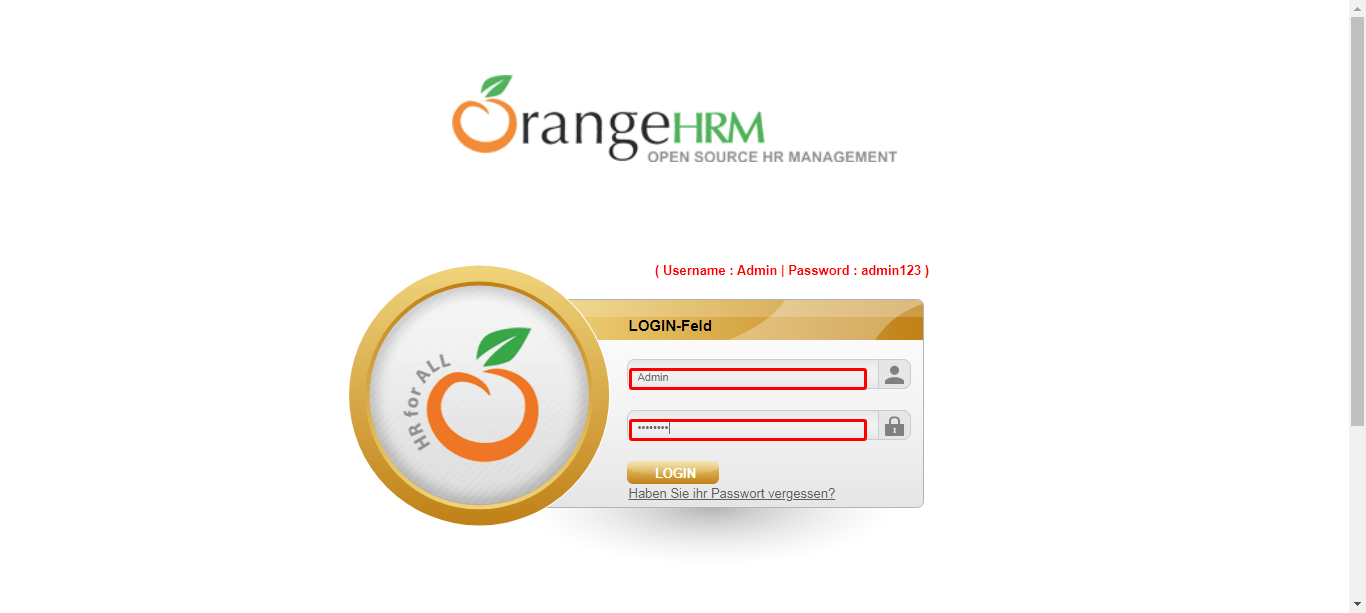 OrangeHRM
OPEN SOURCE HR MANAGEMENT
( Username : Admin | Password : admin123 )
HR for ALL
LOGIN-Feld
Admin
••••••••
LOGIN
Haben Sie ihr Passwort vergessen?